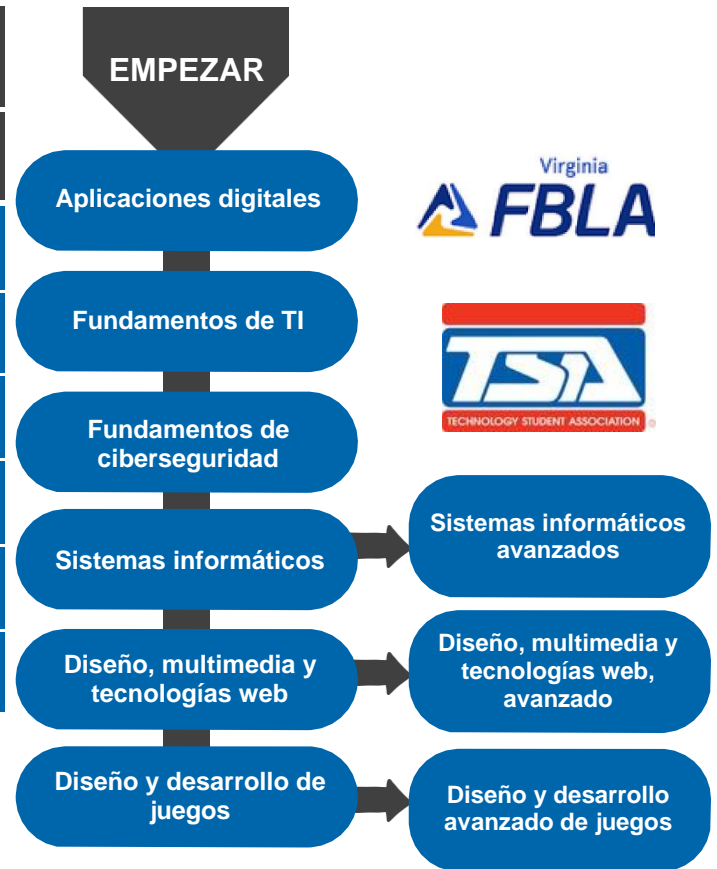 EMPEZAR
Aplicaciones digitales
Virginia
FBLA
Fundamentos de TI
TSA
TECHNOLOGY STUDENT ASSOCIATION
Fundamentos de
ciberseguridad
Sistemas informáticos
Sistemas informáticos
avanzados
Diseño, multimedia y
tecnologías web
Diseño, multimedia y
tecnologías web,
avanzado
Diseño y desarrollo de
juegos
Diseño y desarrollo
avanzado de juegos